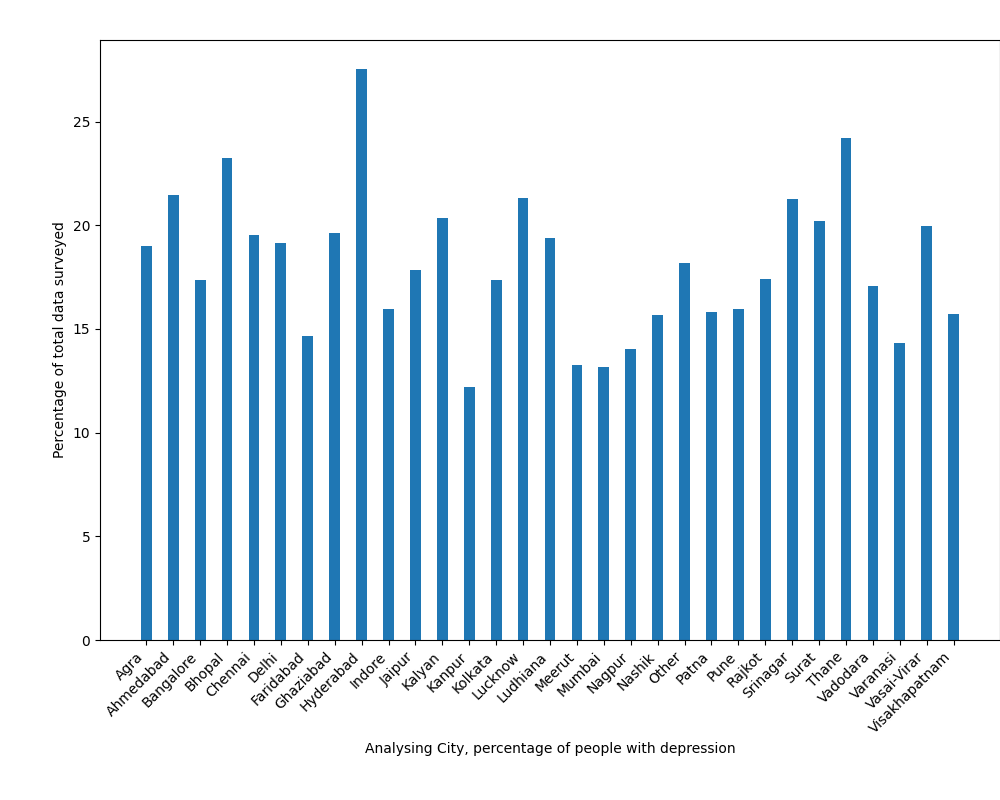 Percentage of total data surveyed
25
20
15
10
5
0
Agra
Ahmedabad
Bangalore
Bhopal
Chennai
Delhi
Faridabad
Ghaziabad
Hyderabad
Indore
Jaipur
Kalyan
Kanpur
Kolkata
Lucknow
Ludhiana
Meerut
Mumbai
Nagpur
Nashik
Other
Patna
Pune
Rajkot
Srinagar
Surat
Thane
Vadodara
Varanasi
Vasai-Virar
Visakhapatnam
Analysing City, percentage of people with depression